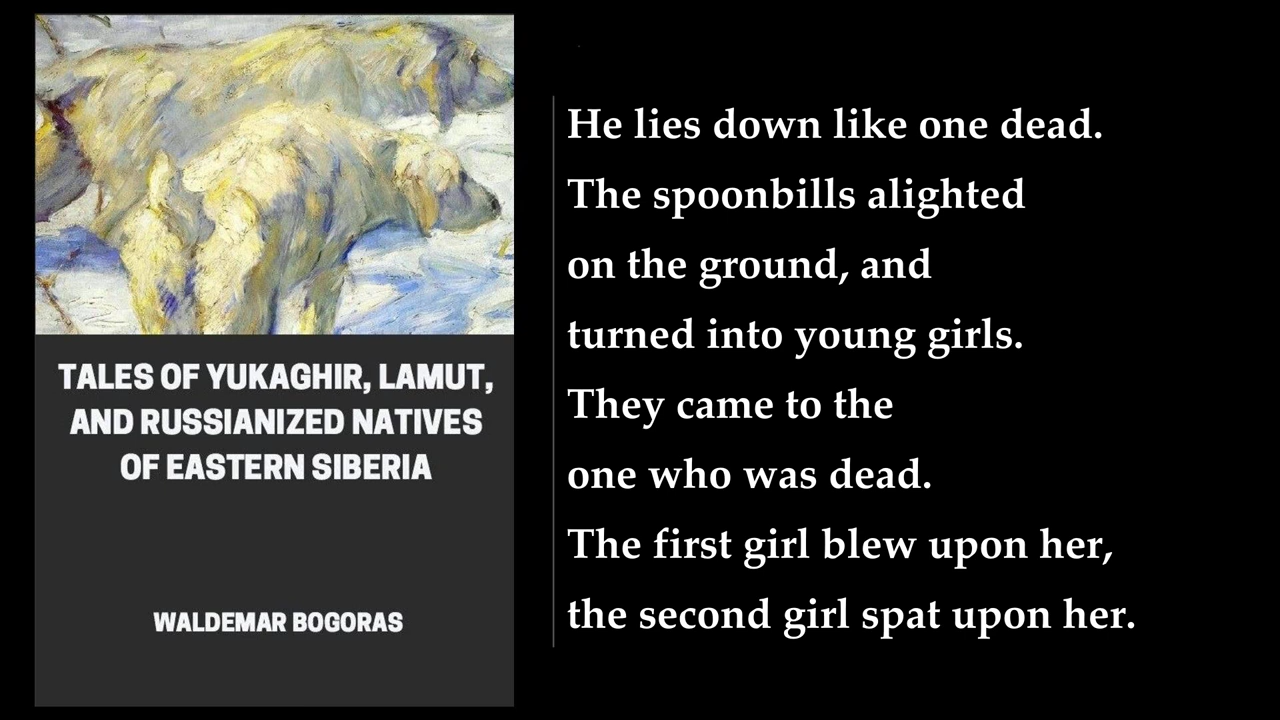 TALES OF YUKAGHIR, LAMUT,
AND RUSSIANIZED NATIVES
OF EASTERN SIBERIA
WALDEMAR BOGORAS
He lies down like one dead.
The spoonbills alighted
on the ground, and
turned into young girls.
They came to the
one who was dead.
The first girl blew upon her,
the second girl spat upon her.